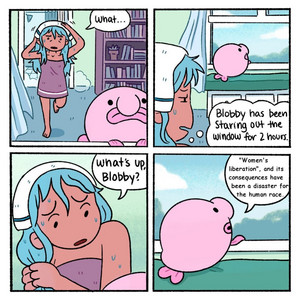 What...
Blobby has been
staring out the
window for 2 hours.
What's up,
Blobby?
"Women's
liberation", and its
consequences have
been a disaster for
the human race